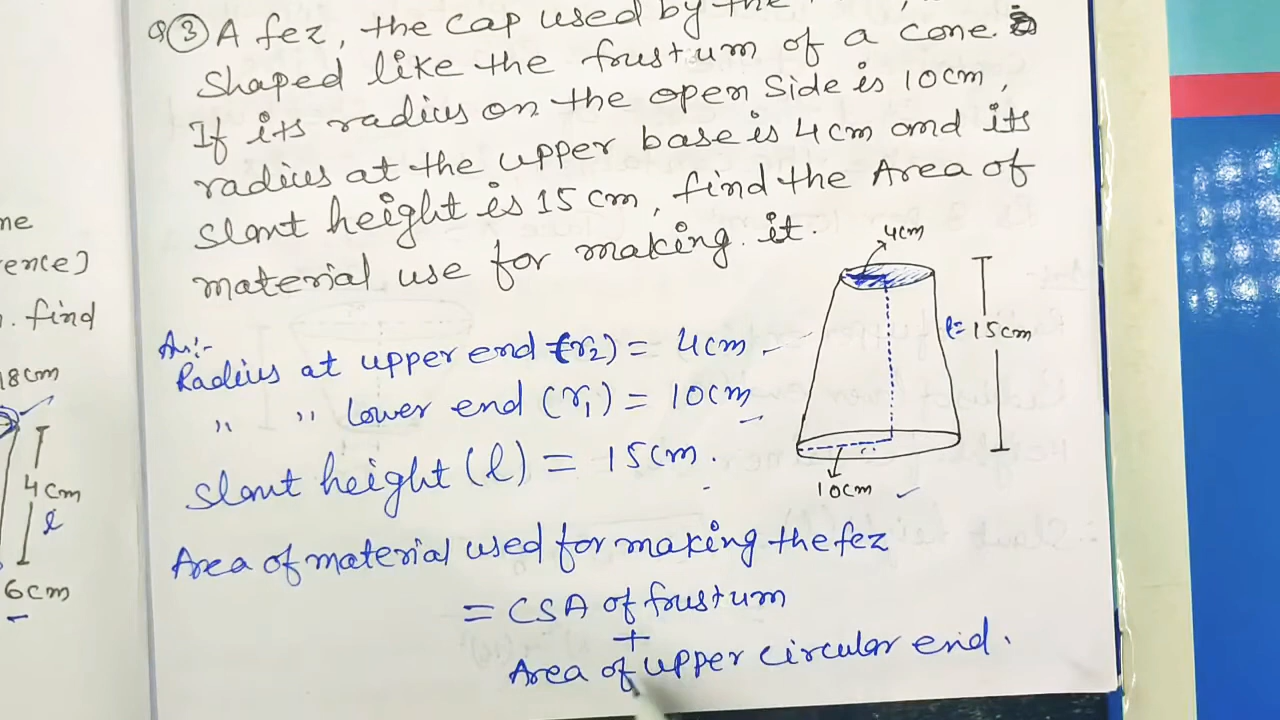 Q③ A fez, the cap used by the
Shaped like the frustum of a cone.
If its radius on the open Side is 10cm,
radius at the upper base is 4cm and its
slant height is 15cm, find the Area of
material use for making it.
4cm
l=15cm
10cm
Ans:-
Radius at upper end (r₂) = 4cm
" " lower end (r₁) = 10cm
Slant height (l) = 15cm.
Area of material used for making the fez
= CSA of frustum
+
Area of upper circular end.
ence)
. find
18cm
4cm
l
6cm